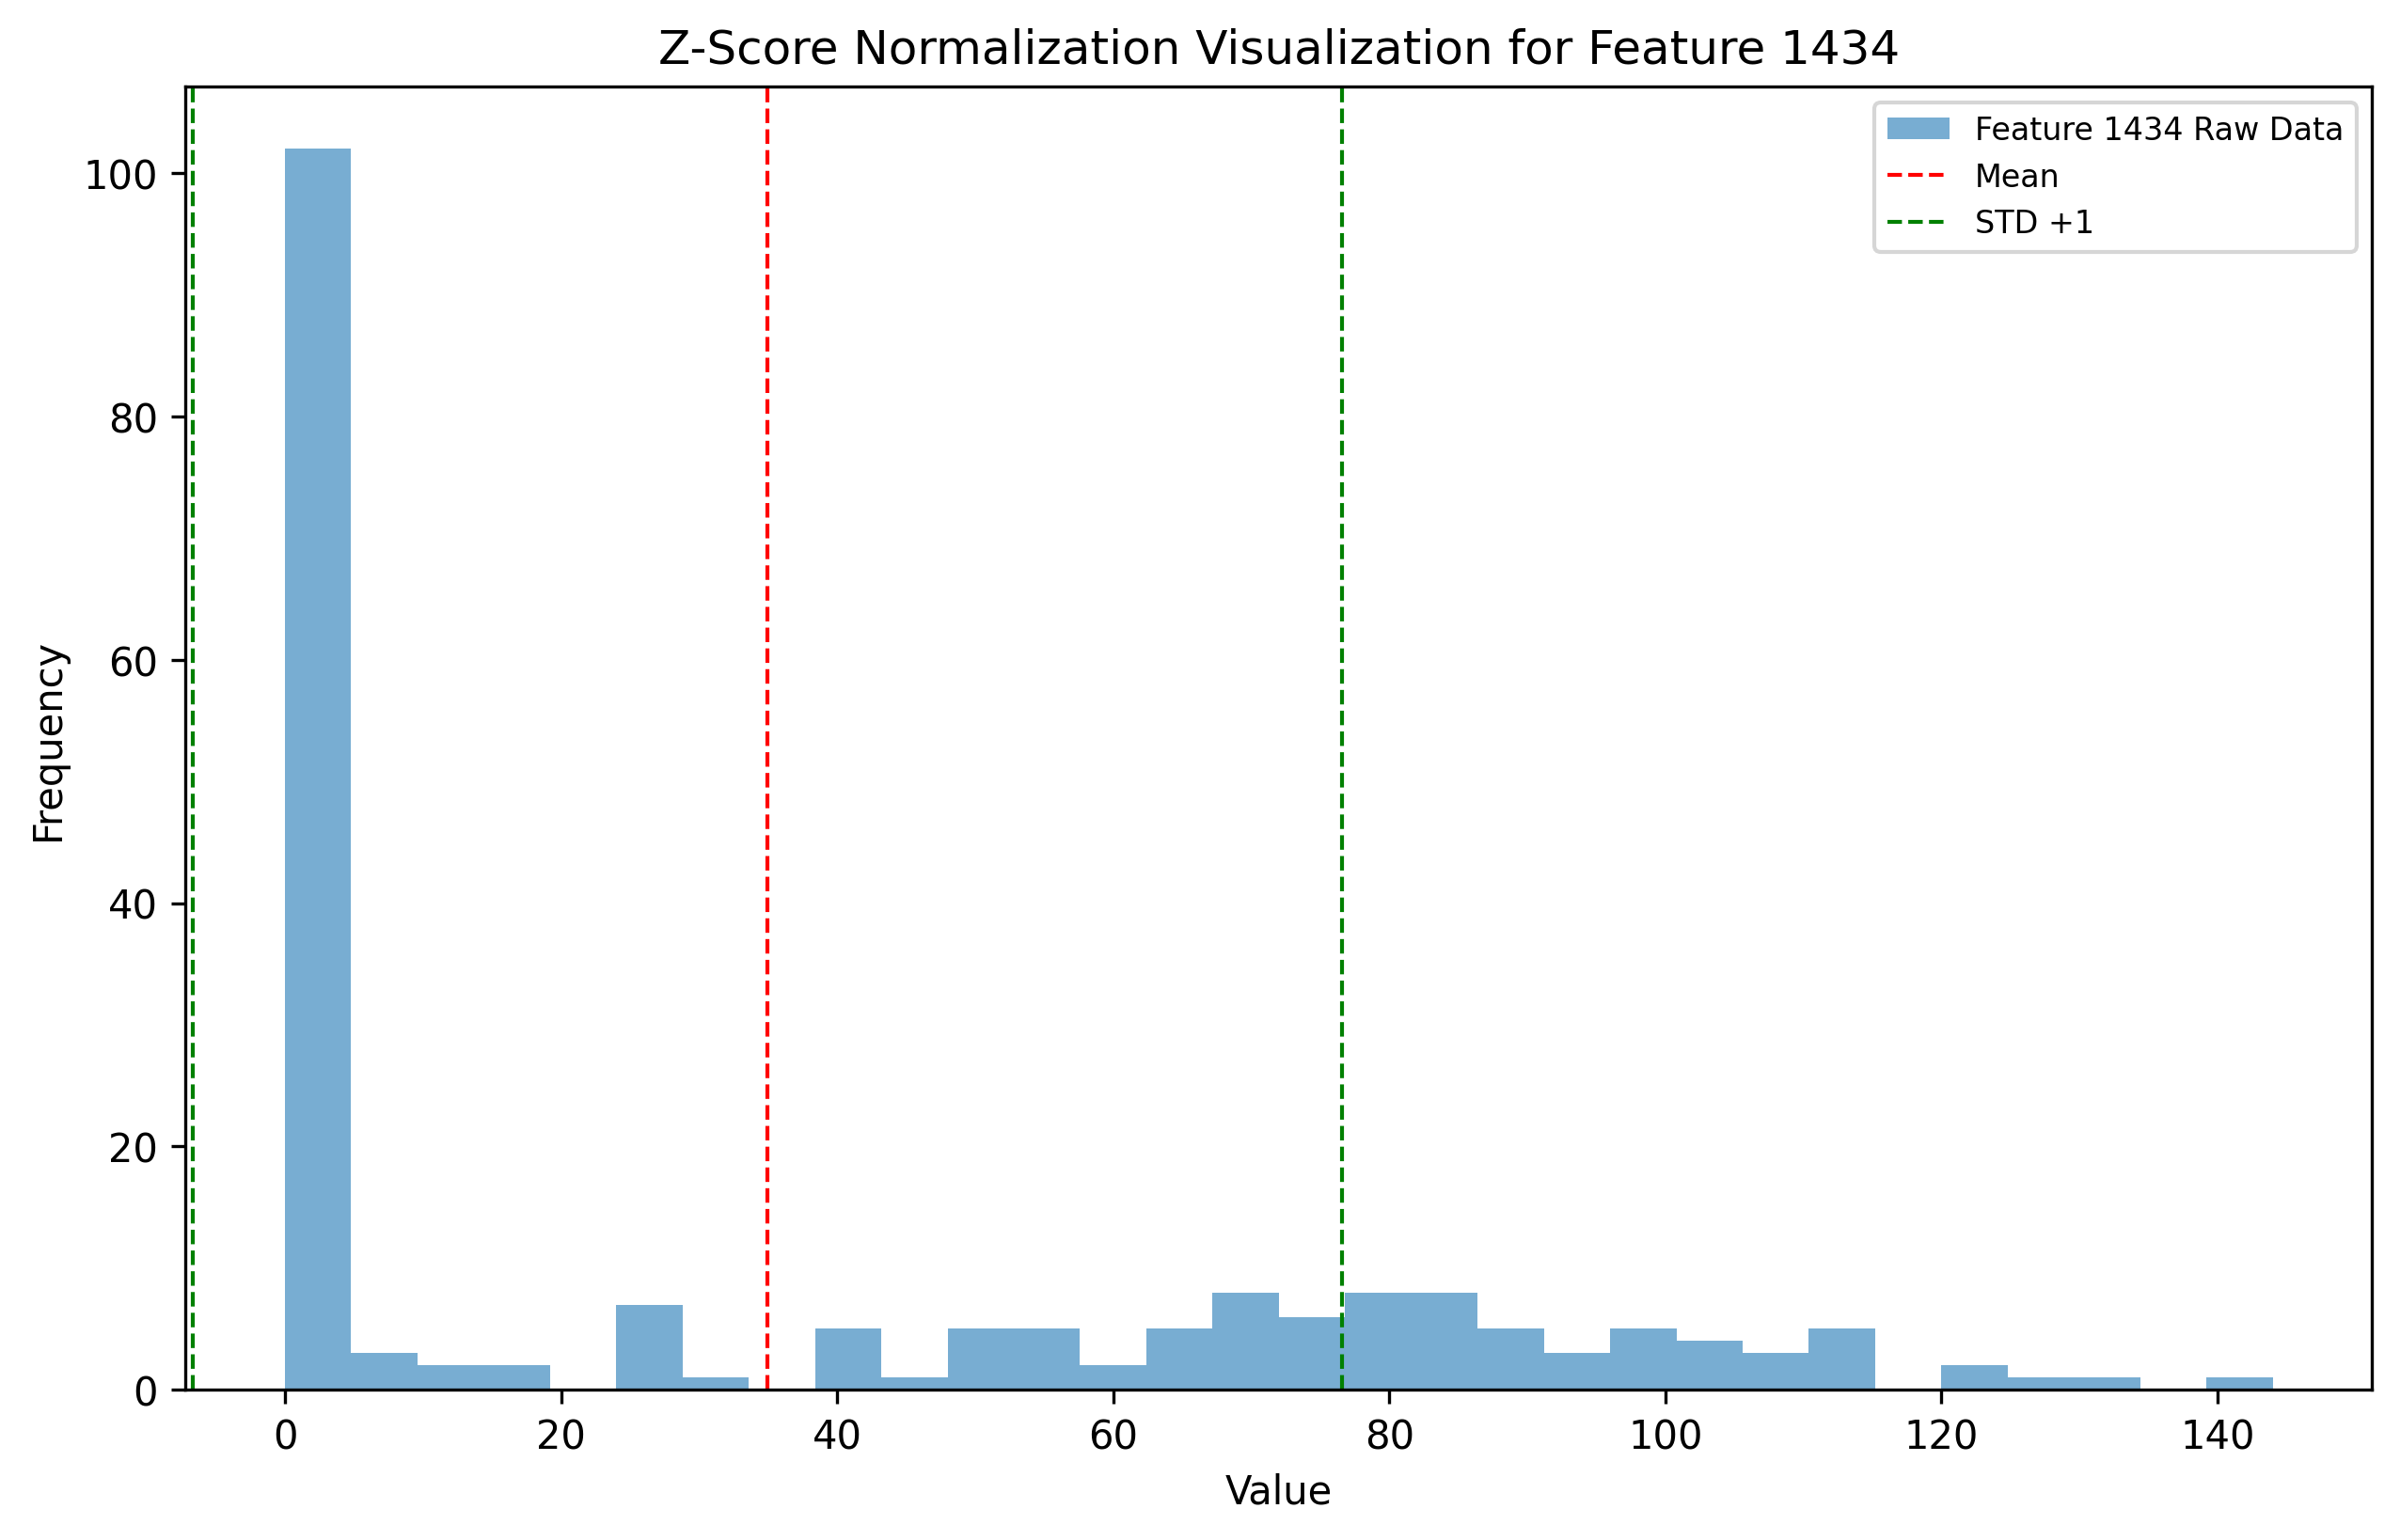 Z-Score Normalization Visualization for Feature 1434
Feature 1434 Raw Data
Mean
STD +1
100
80
60
40
20
0
Frequency
0 20 40 60 80 100 120 140
Value